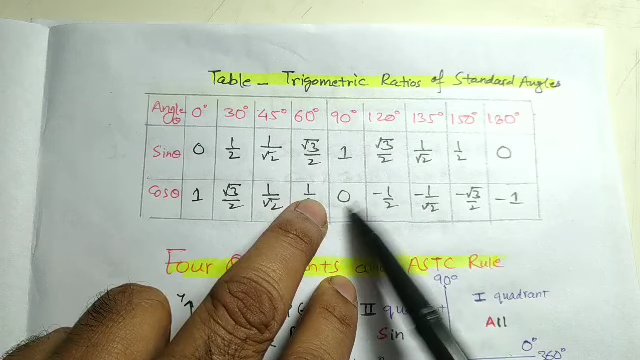 Table - Trigometric Ratios of Standard Angles
Angle θ 0° 30° 45° 60° 90° 120° 135° 150° 180°
Sinθ 0 1/2 1/√2 √3/2 1 √3/2 1/√2 1/2 0
Cosθ 1 √3/2 1/√2 1 0 -1/2 -1/√2 -√3/2 -1
Four ASTC Rule
90°
y II quadrant I quadrant
Sin All
0°
360°